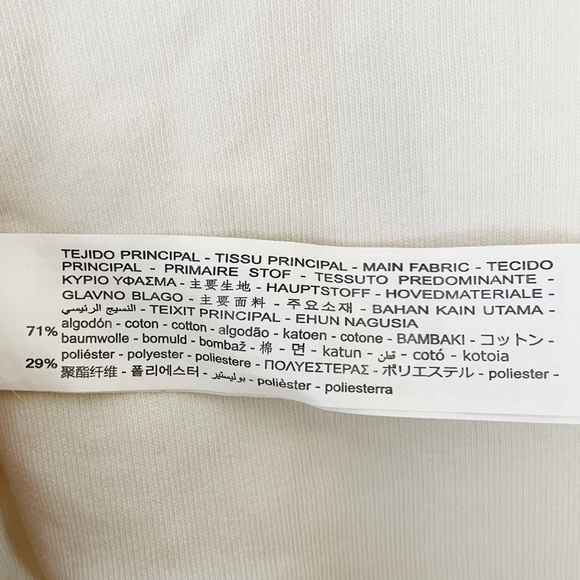 TEJIDO PRINCIPAL - TISSU PRINCIPAL - MAIN FABRIC - TECIDO
PRINCIPAL - PRIMAIRE STOF - TESSUTO PREDOMINANTE -
ΚΥΡΙΟ ΥΦΑΣΜΑ - 主要生地 - HAUPTSTOFF - HOVEDMATERIALE -
GLAVNO BLAGO - 主要面料 - 주요소재 - BAHAN KAIN UTAMA -
النسيج الرئيسي - TEIXIT PRINCIPAL - EHUN NAGUSIA
71% algodón - coton - cotton - algodão - katoen - cotone - BAMBAKI - コットン -
baumwolle - bomuld - bombaž - 棉 - 면 - katun - قطن - cotó - kotoia
29% poliéster - polyester - poliestere - ΠΟΛΥΕΣΤΕΡΑΣ - ポリエステル - poliester -
聚酯纤维 - 폴리에스터 - بوليستير - polièster - poliesterra